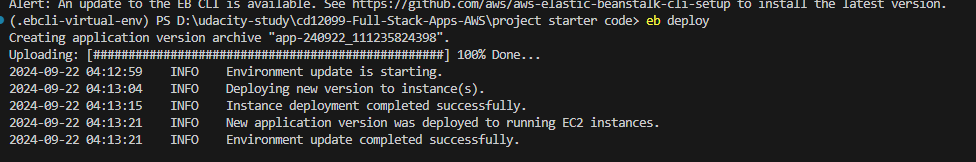 Alert: An update to the EB CLI is available. See https://github.com/aws/aws-elastic-beanstalk-cli-setup to install the latest version.
(.ebcli-virtual-env) PS D:\udacity-study\cd12099-Full-Stack-Apps-AWS\project starter code> eb deploy
Creating application version archive "app-240922_111235824398".
Uploading: [##################################################] 100% Done...
2024-09-22 04:12:59    INFO    Environment update is starting.
2024-09-22 04:13:04    INFO    Deploying new version to instance(s).
2024-09-22 04:13:15    INFO    Instance deployment completed successfully.
2024-09-22 04:13:21    INFO    New application version was deployed to running EC2 instances.
2024-09-22 04:13:21    INFO    Environment update completed successfully.